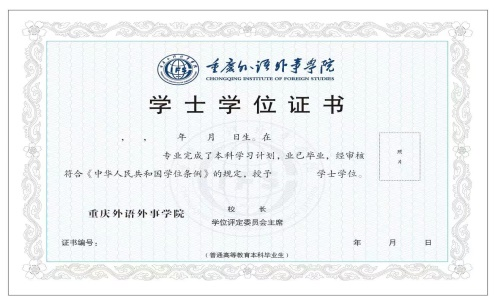 重庆外语外事学院
CHONGQING INSTITUTE OF FOREIGN STUDIES
学士学位证书
， ， 年 月 日生。在
专业完成了本科学习计划，业已毕业，经审核
符合《中华人民共和国学位条例》的规定，授予 学士学位。
照片
重庆外语外事学院
校 长
学位评定委员会主席
证书编号：
年 月 日
（普通高等教育本科毕业生）